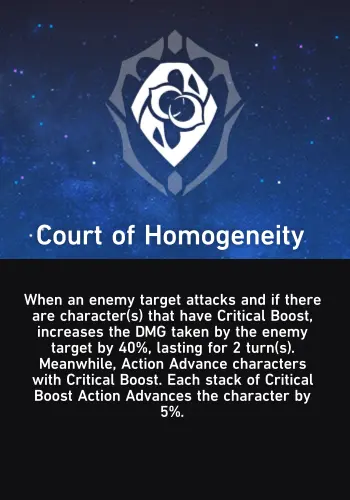 Court of Homogeneity
When an enemy target attacks and if there
are character(s) that have Critical Boost,
increases the DMG taken by the enemy
target by 40%, lasting for 2 turn(s).
Meanwhile, Action Advance characters
with Critical Boost. Each stack of Critical
Boost Action Advances the character by
5%.